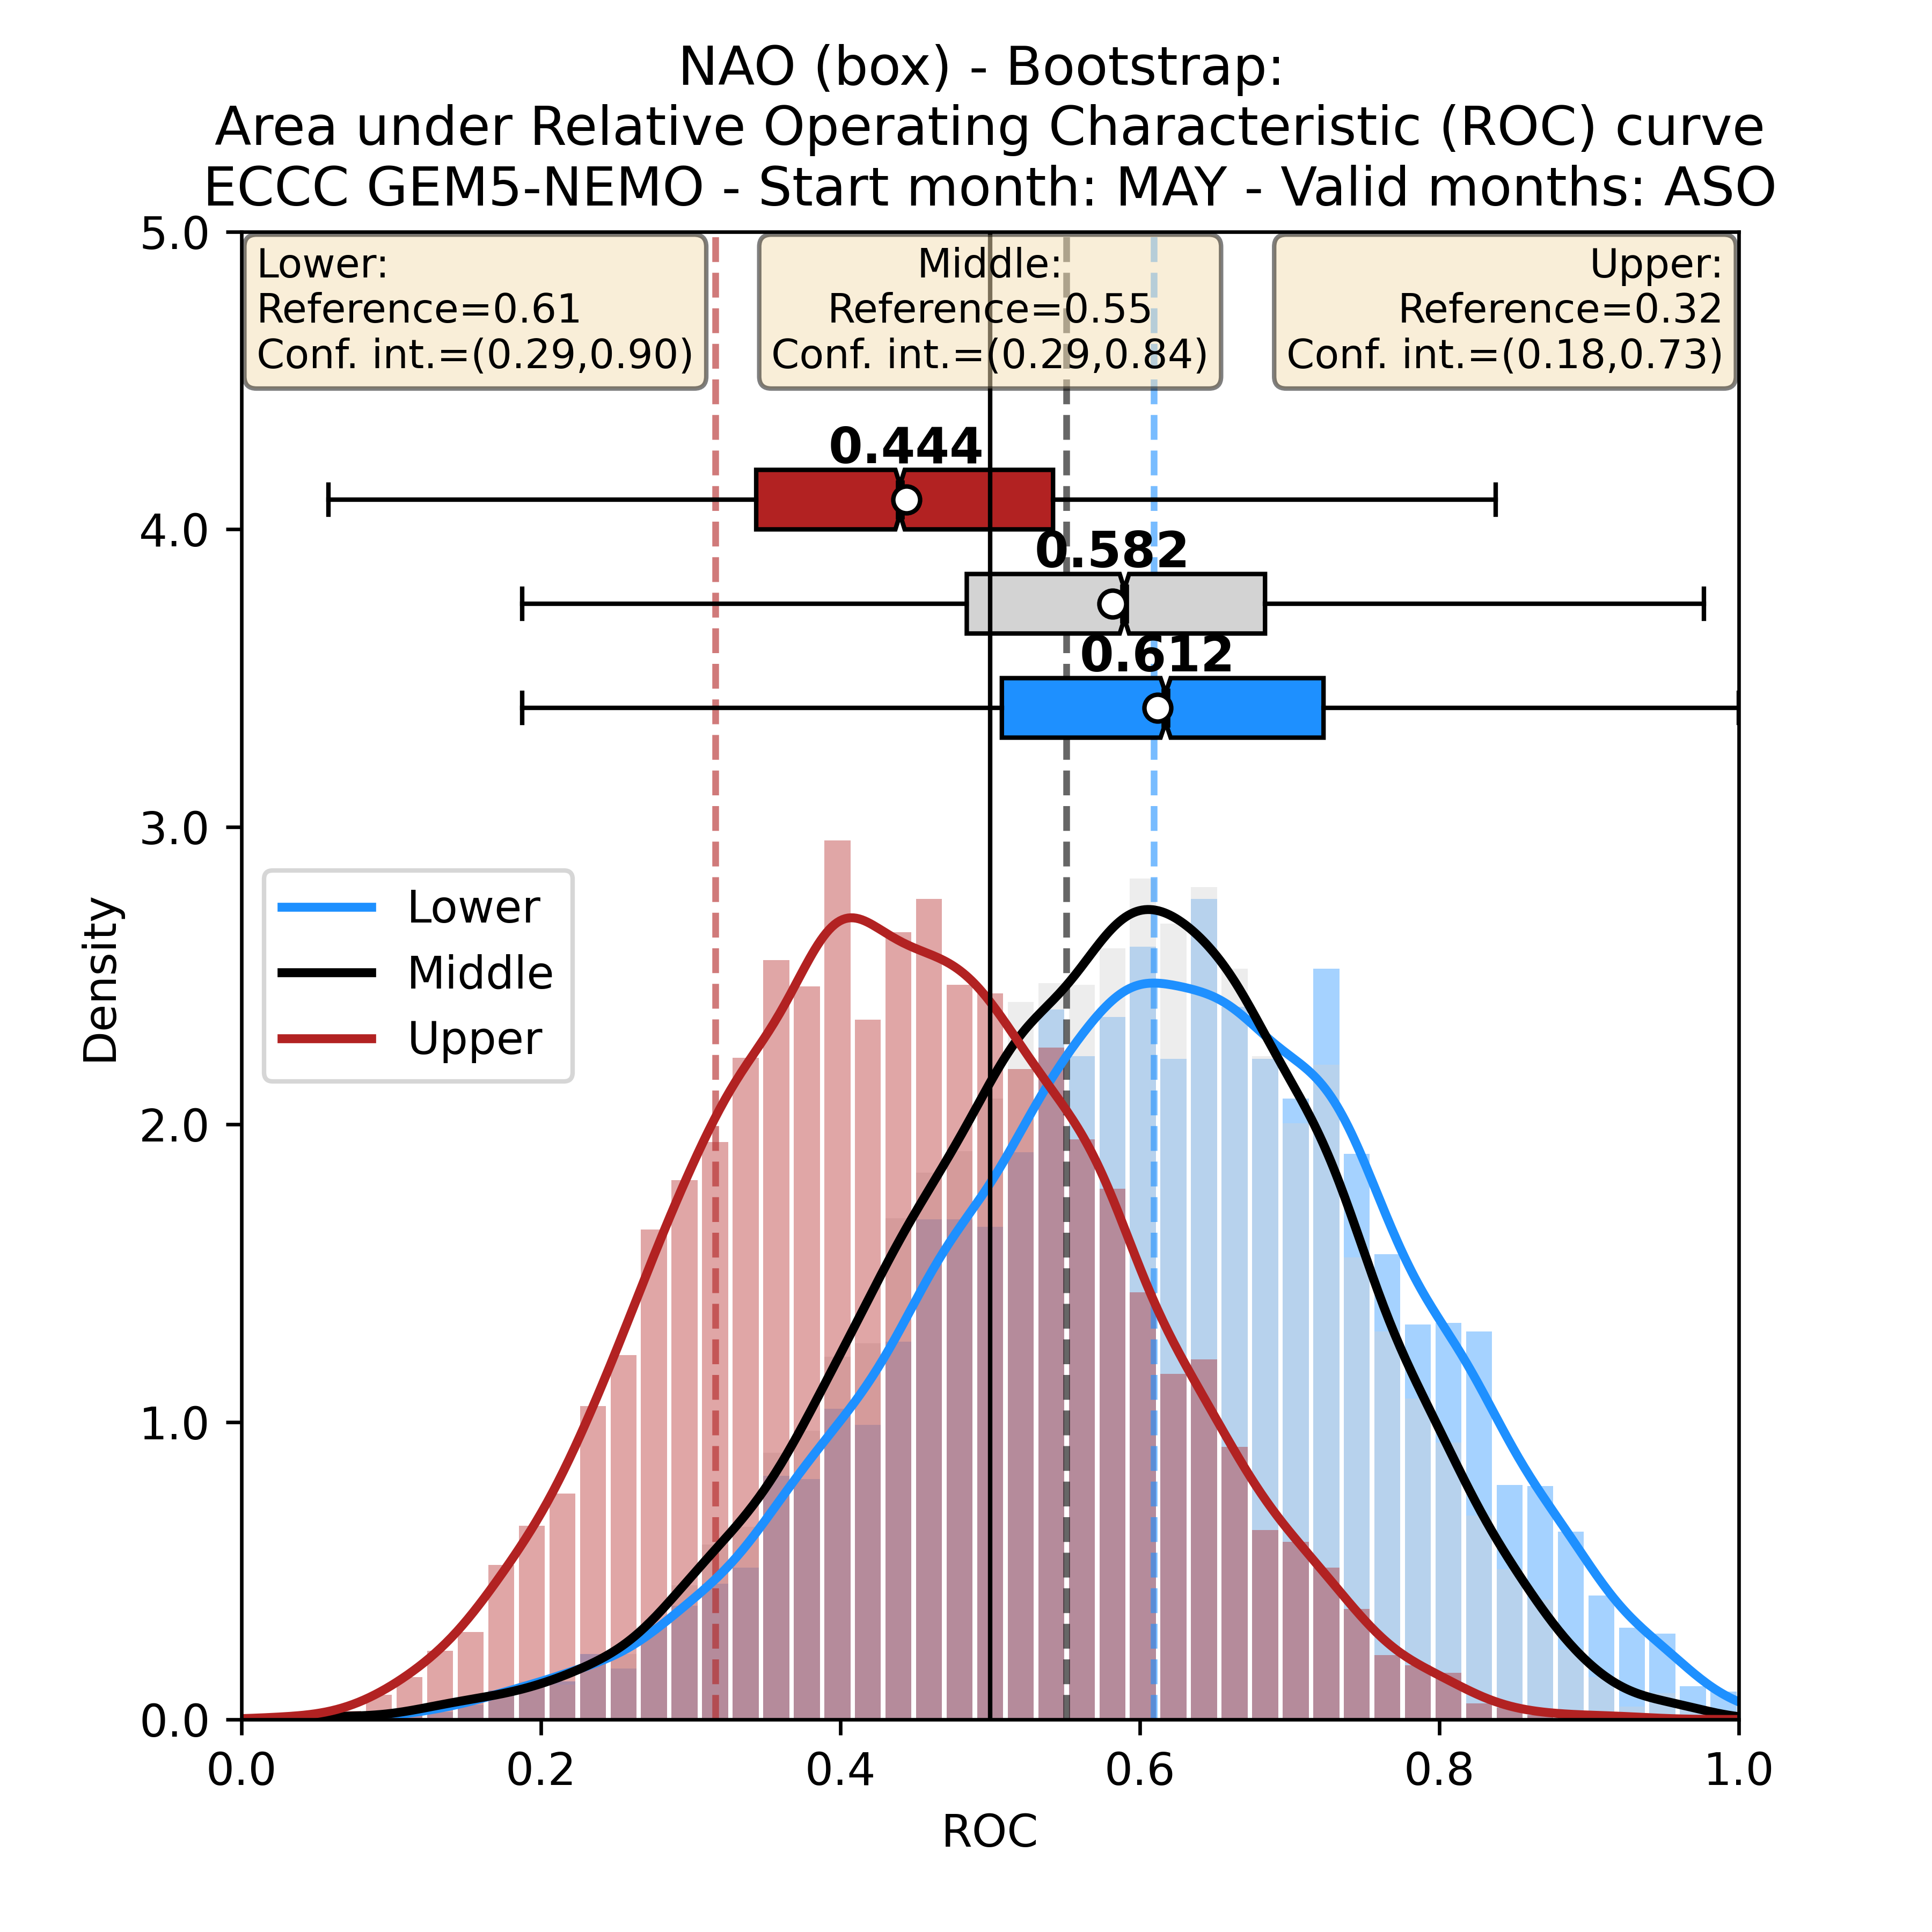 NAO (box) - Bootstrap:
Area under Relative Operating Characteristic (ROC) curve
ECCC GEM5-NEMO - Start month: MAY - Valid months: ASO
Lower:
Reference=0.61
Conf. int.=(0.29,0.90)
Middle:
Reference=0.55
Conf. int.=(0.29,0.84)
Upper:
Reference=0.32
Conf. int.=(0.18,0.73)
0.444
0.582
0.612
Lower
Middle
Upper
Density
5.0
4.0
3.0
2.0
1.0
0.0
0.0 0.2 0.4 0.6 0.8 1.0
ROC